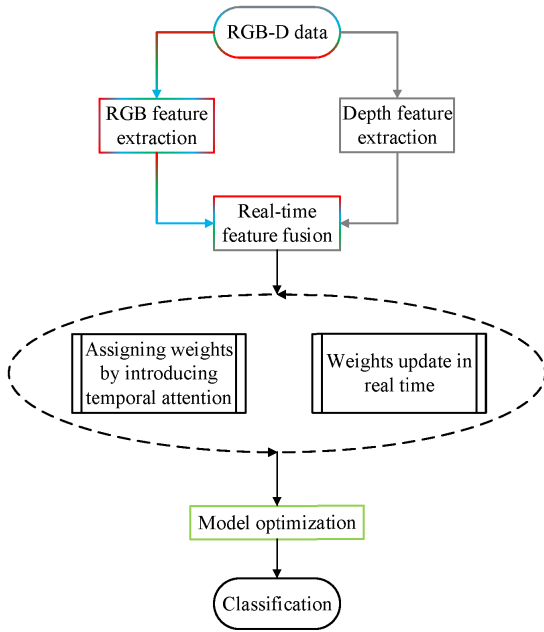 RGB-D data
RGB feature
extraction
Depth feature
extraction
Real-time
feature fusion
Assigning weights
by introducing
temporal attention
Weights update in
real time
Model optimization
Classification